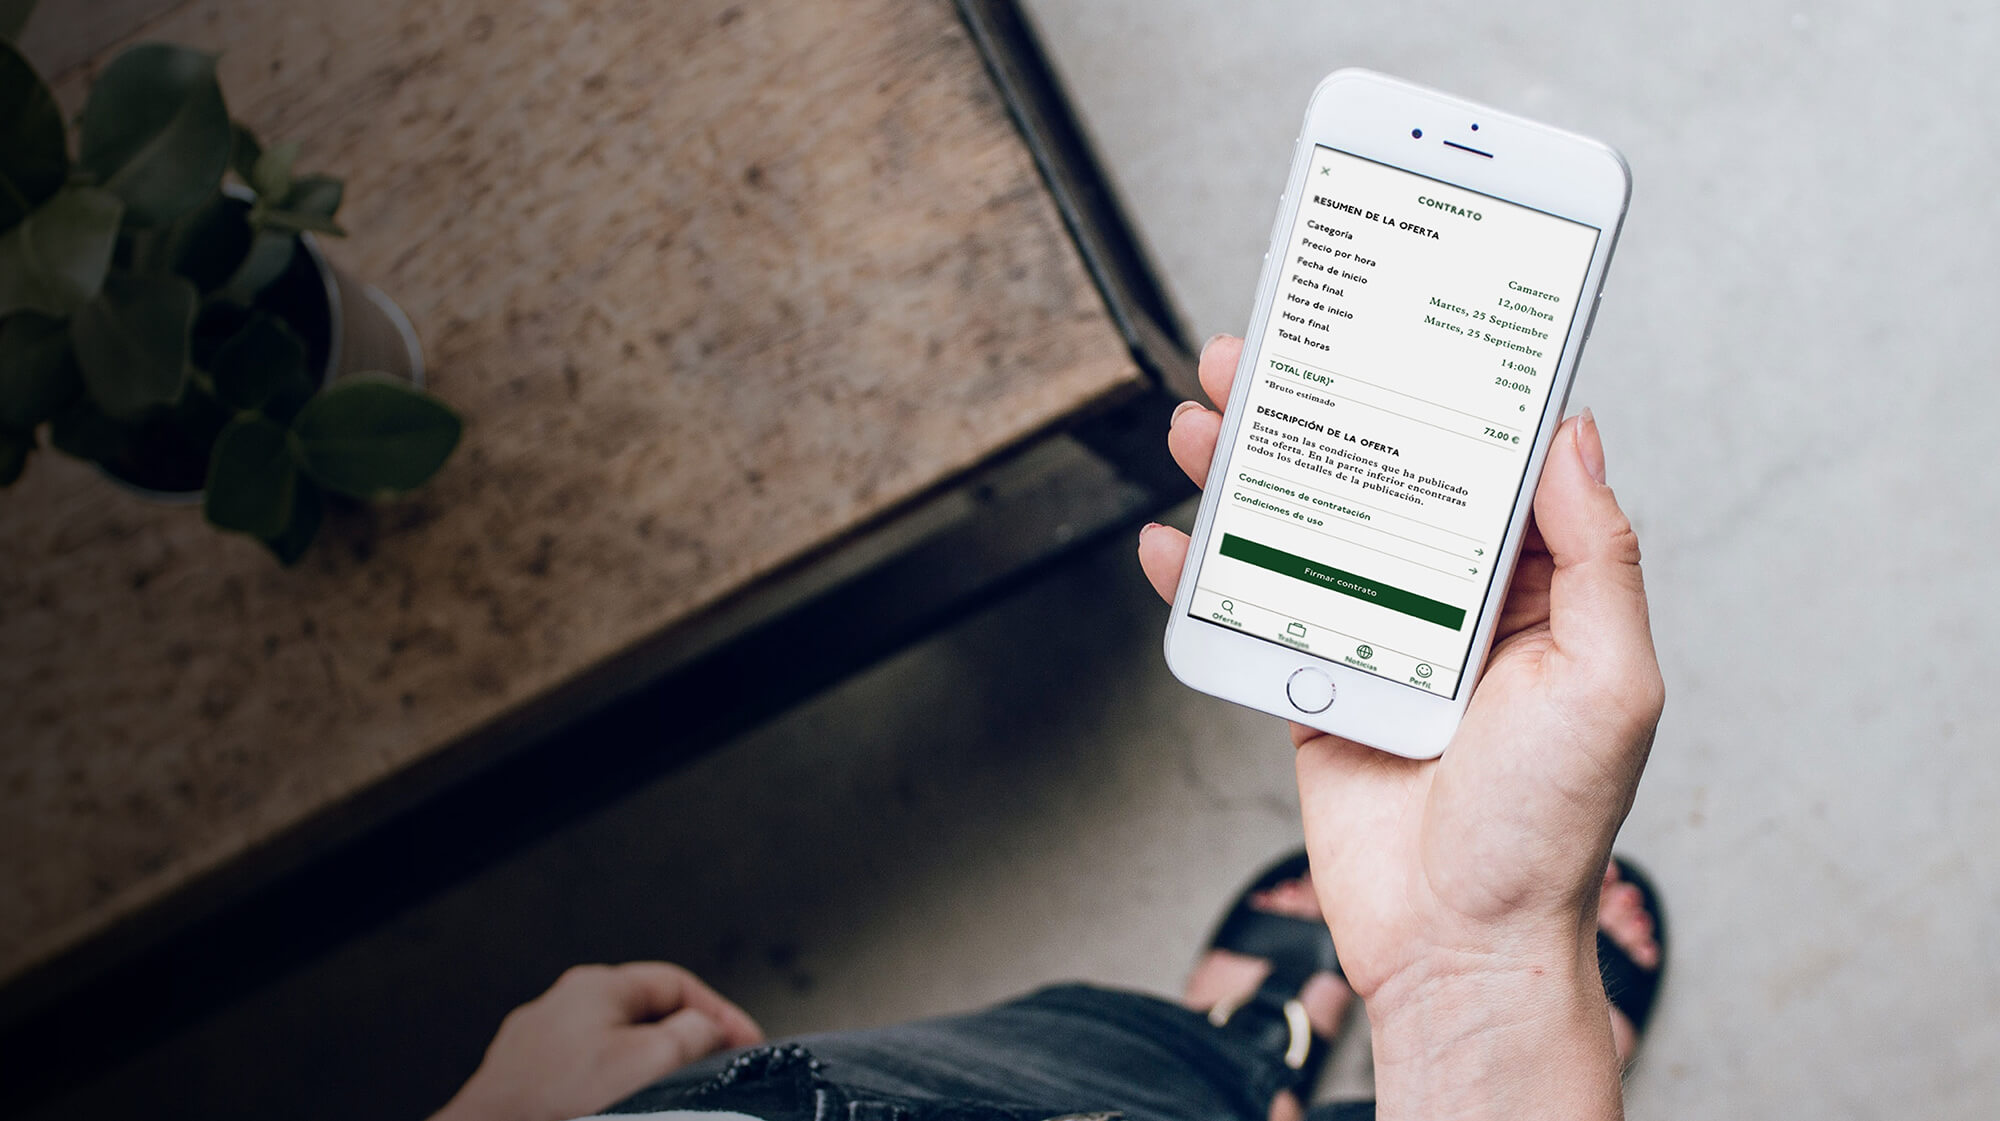 CONTRATO
RESUMEN DE LA OFERTA
Categoría Camarero
Precio por hora 12,00/hora
Fecha de inicio Martes, 25 Septiembre
Fecha final Martes, 25 Septiembre
Hora de inicio 14:00h
Hora final 20:00h
Total horas 6
TOTAL (EUR)* 72,00 €
*Bruto estimado
DESCRIPCIÓN DE LA OFERTA
Estas son las condiciones que ha publicado
esta oferta. En la parte inferior encontraras
todos los detalles de la publicación.
Condiciones de contratación
Condiciones de uso
Firmar contrato
Ofertas Trabajos Noticias Perfil